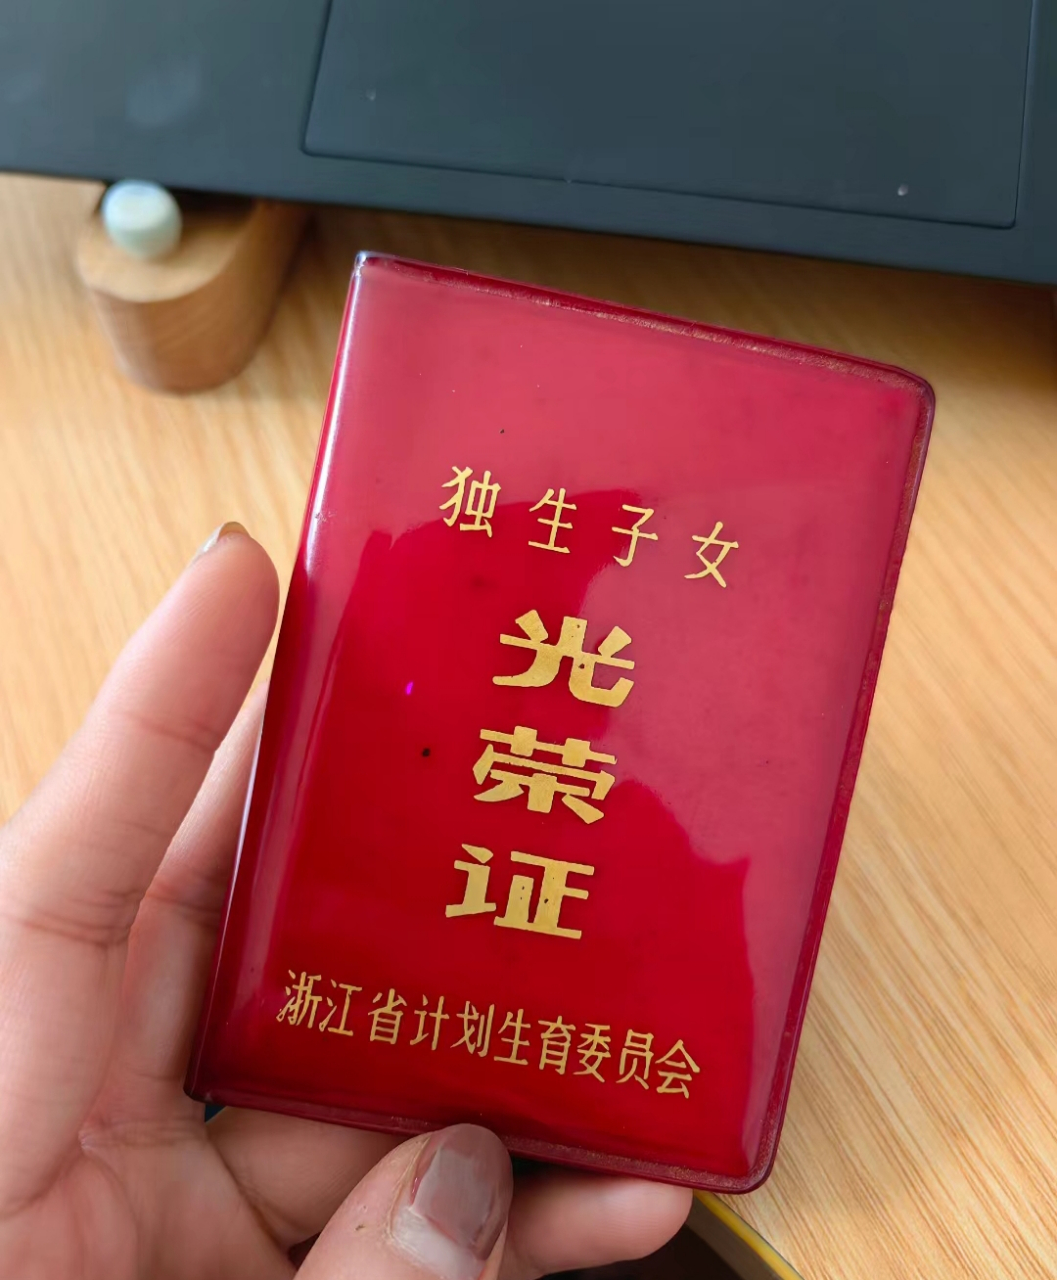 独生子女
光
荣
证
浙江省计划生育委员会